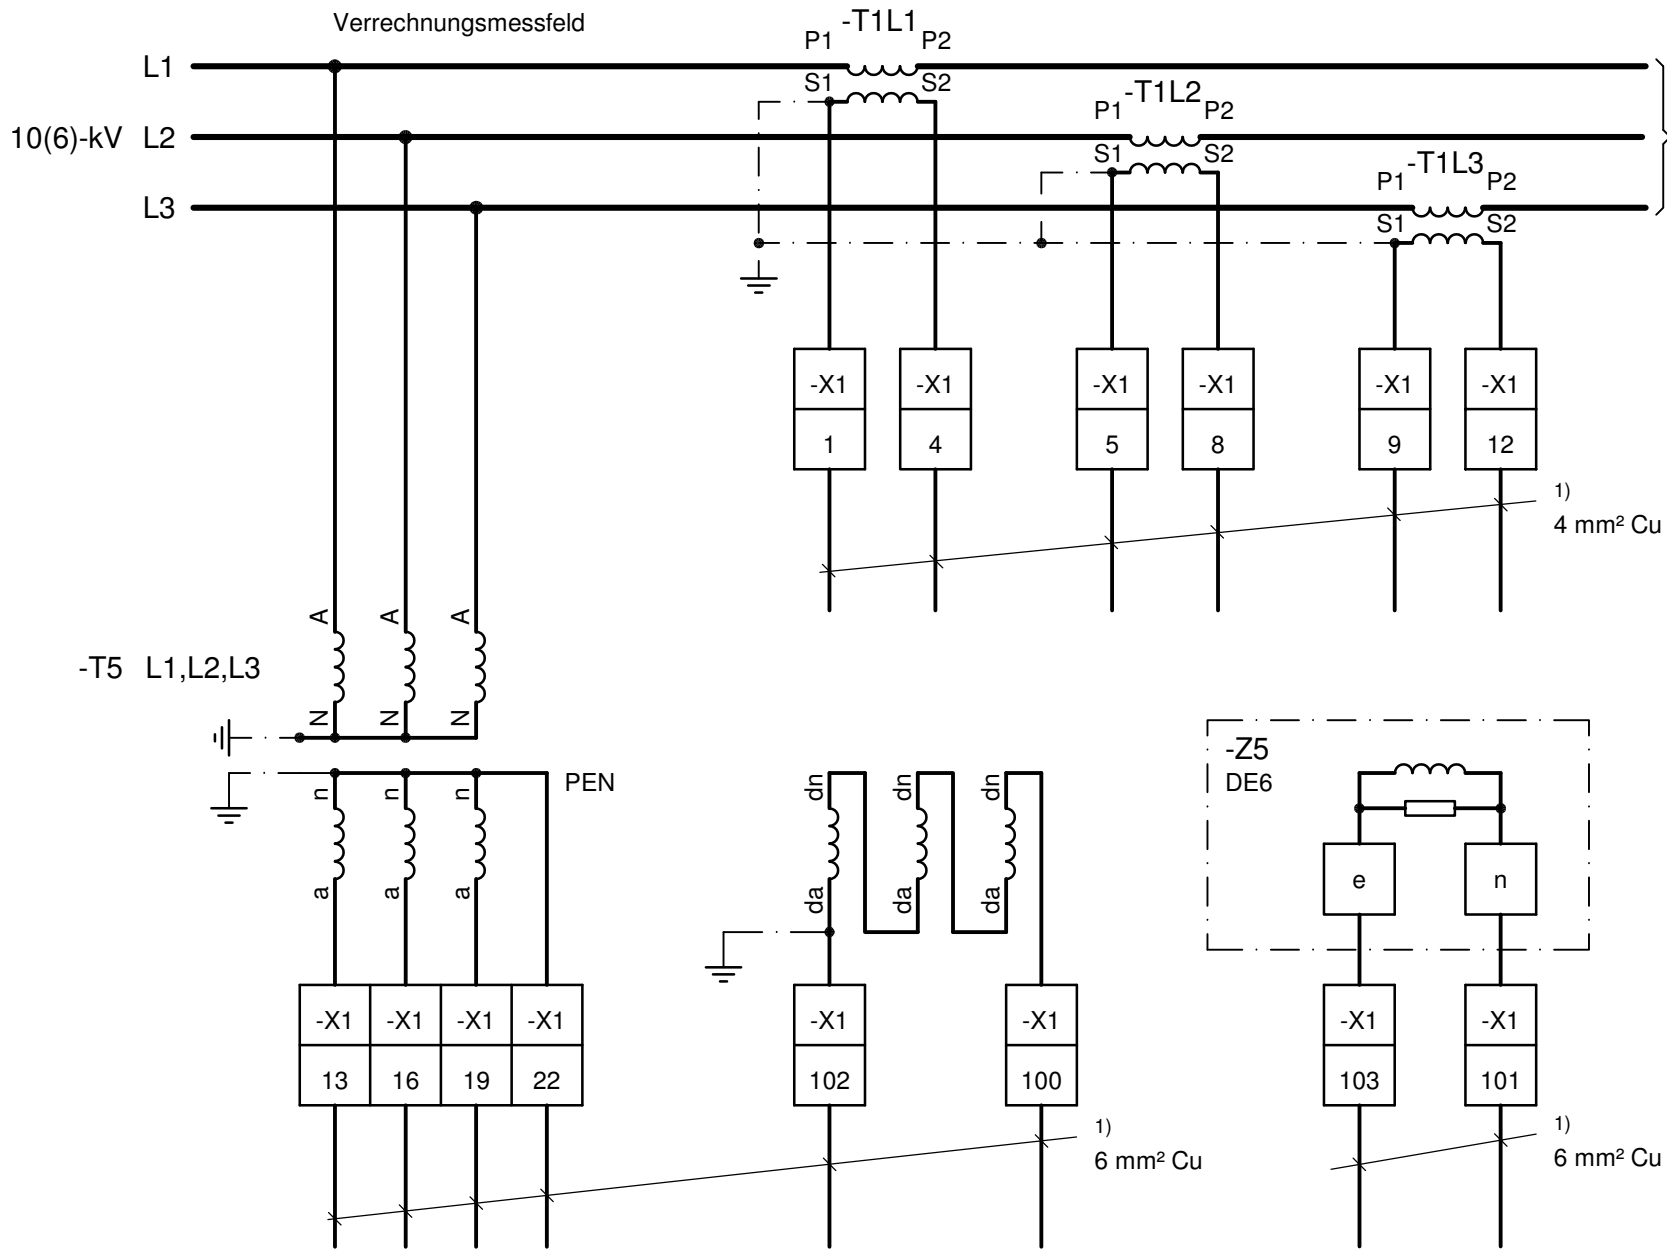 Verrechnungsmessfeld
-T1L1
P1 P2
L1
S1 S2
-T1L2
P1 P2
10(6)-kV L2
S1 S2
-T1L3
P1 P2
L3
S1 S2
-X1 -X1 -X1 -X1 -X1 -X1
1 4 5 8 9 12
1)
4 mm² Cu
A A A
-T5 L1,L2,L3
N N N
-Z5
PEN
DE6
n n n
dn dn dn
a a a
da da da
e n
-X1 -X1 -X1 -X1 -X1 -X1 -X1 -X1
13 16 19 22 102 100 103 101
1)
6 mm² Cu
1)
6 mm² Cu